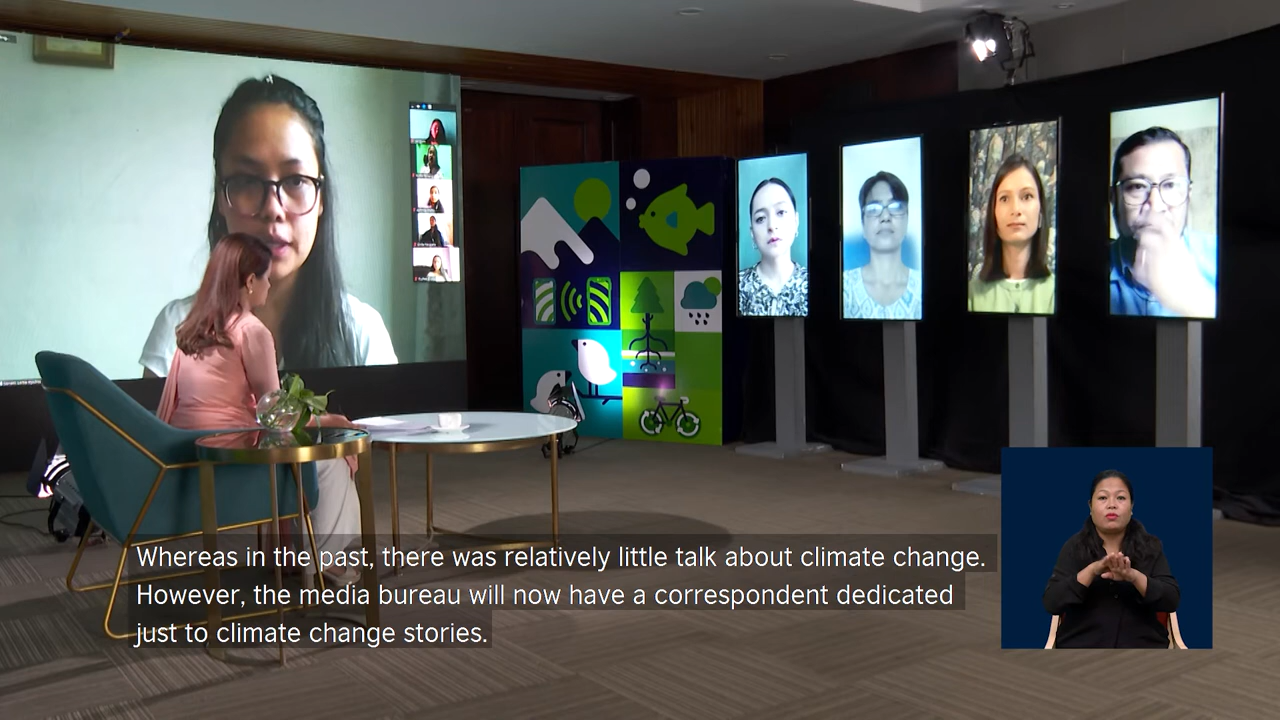 Whereas in the past, there was relatively little talk about climate change.
However, the media bureau will now have a correspondent dedicated
just to climate change stories.